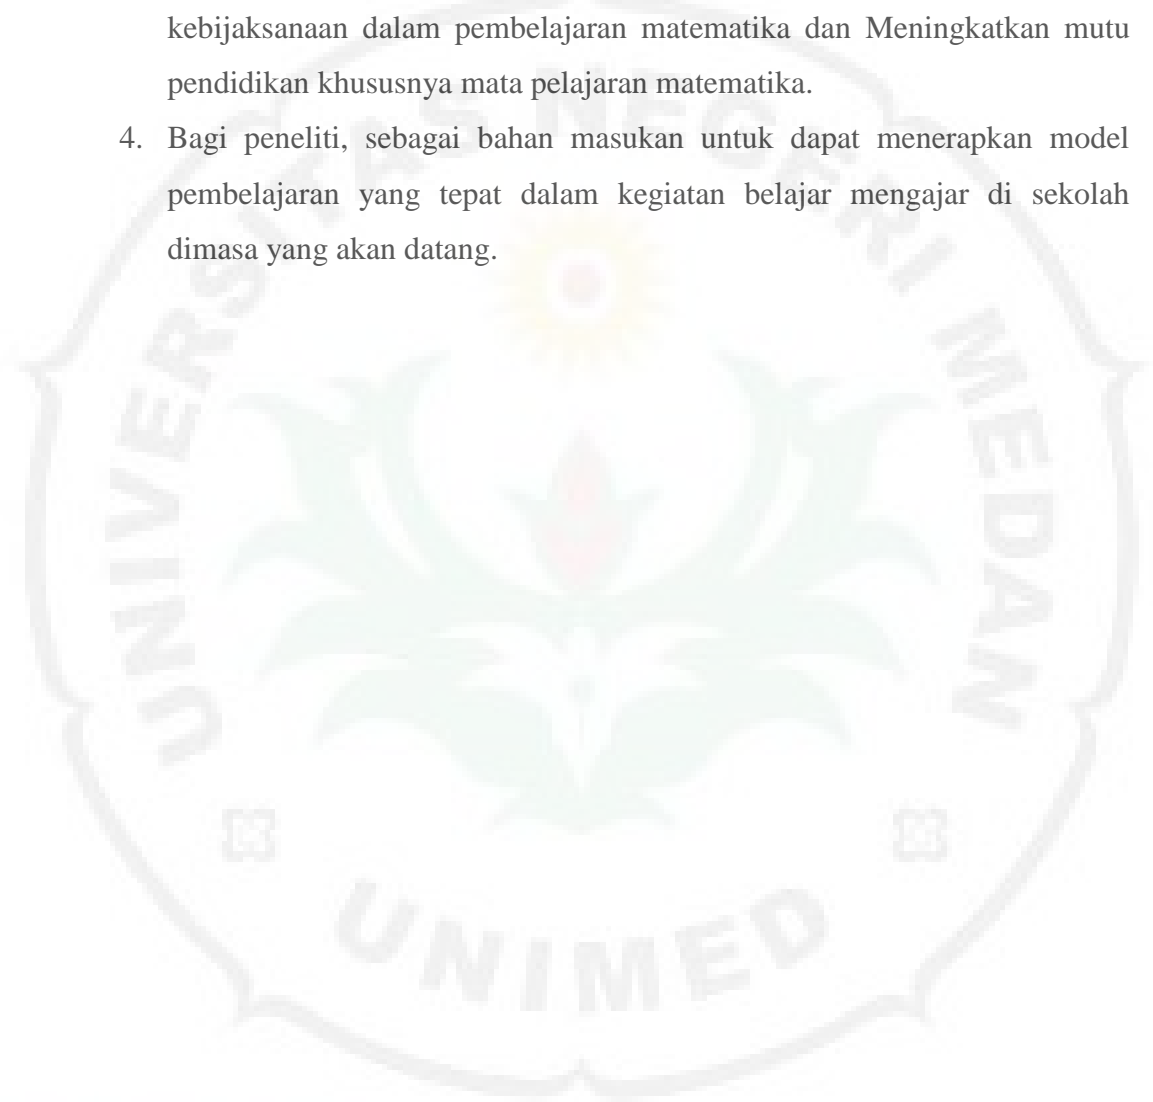 kebijaksanaan dalam pembelajaran matematika dan Meningkatkan mutu
pendidikan khususnya mata pelajaran matematika.
4. Bagi peneliti, sebagai bahan masukan untuk dapat menerapkan model
pembelajaran yang tepat dalam kegiatan belajar mengajar di sekolah
dimasa yang akan datang.
UNIVERSITAS NEGERI MEDAN
UNIMED